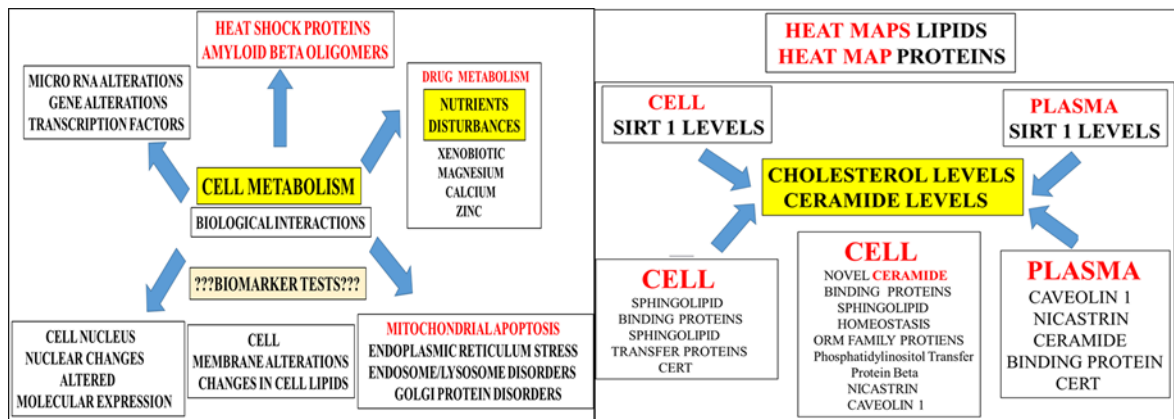 HEAT SHOCK PROTEINS
AMYLOID BETA OLIGOMERS
MICRO RNA ALTERATIONS
GENE ALTERATIONS
TRANSCRIPTION FACTORS
DRUG METABOLISM
NUTRIENTS
DISTURBANCES
XENOBIOTIC
MAGNESIUM
CALCIUM
ZINC
CELL METABOLISM
BIOLOGICAL INTERACTIONS
???BIOMARKER TESTS???
CELL NUCLEUS
NUCLEAR CHANGES
ALTERED
MOLECULAR EXPRESSION
CELL
MEMBRANE ALTERATIONS
CHANGES IN CELL LIPIDS
MITOCHONDRIAL APOPTOSIS
ENDOPLASMIC RETICULUM STRESS
ENDOSOME/LYSOSOME DISORDERS
GOLGI PROTEIN DISORDERS
HEAT MAPS LIPIDS
HEAT MAP PROTEINS
CELL
SIRT 1 LEVELS
PLASMA
SIRT 1 LEVELS
CHOLESTEROL LEVELS
CERAMIDE LEVELS
CELL
SPHINGOLIPID
BINDING PROTEINS
SPHINGOLIPID
TRANSFER PROTEINS
CERT
CELL
NOVEL CERAMIDE
BINDING PROTEINS
SPHINGOLIPID
HOMEOSTASIS
ORM FAMILY PROTIENS
Phosphatidylinositol Transfer
Protein Beta
NICASTRIN
CAVEOLIN 1
PLASMA
CAVEOLIN 1
NICASTRIN
CERAMIDE
BINDING PROTEIN
CERT